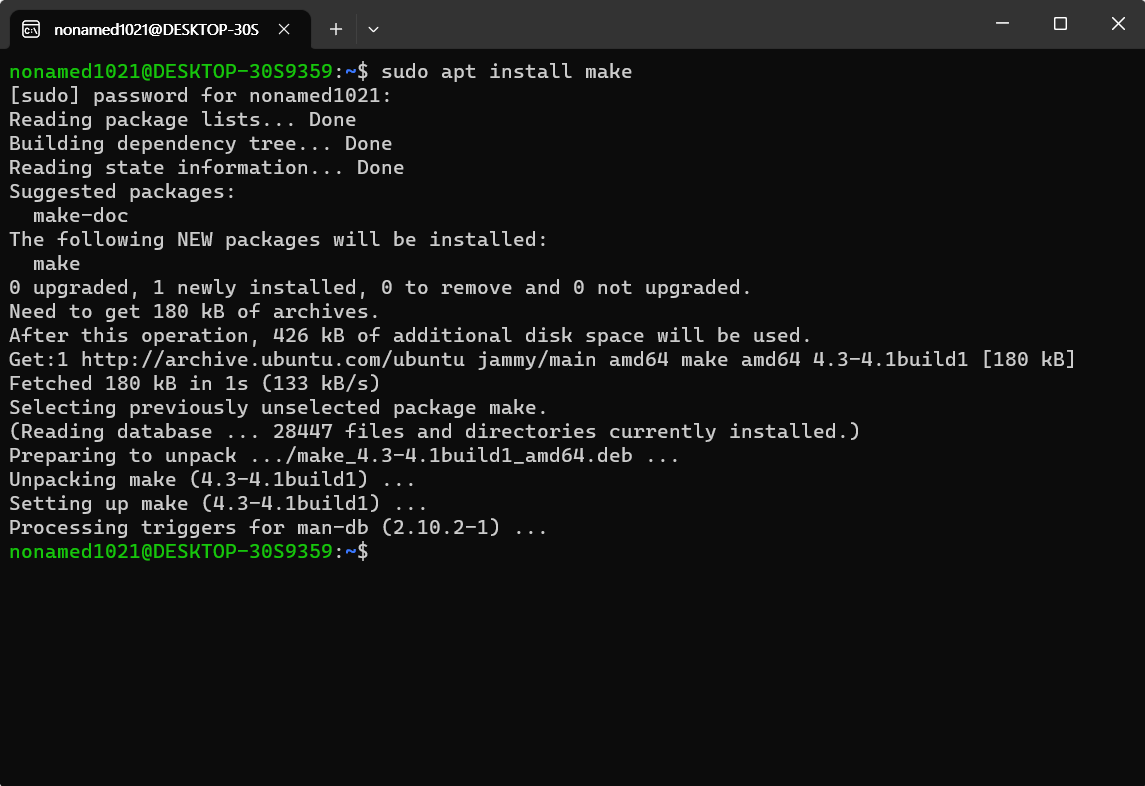 nonamed1021@DESKTOP-30S
nonamed1021@DESKTOP-30S9359:~$ sudo apt install make
[sudo] password for nonamed1021:
Reading package lists... Done
Building dependency tree... Done
Reading state information... Done
Suggested packages:
  make-doc
The following NEW packages will be installed:
  make
0 upgraded, 1 newly installed, 0 to remove and 0 not upgraded.
Need to get 180 kB of archives.
After this operation, 426 kB of additional disk space will be used.
Get:1 http://archive.ubuntu.com/ubuntu jammy/main amd64 make amd64 4.3-4.1build1 [180 kB]
Fetched 180 kB in 1s (133 kB/s)
Selecting previously unselected package make.
(Reading database ... 28447 files and directories currently installed.)
Preparing to unpack .../make_4.3-4.1build1_amd64.deb ...
Unpacking make (4.3-4.1build1) ...
Setting up make (4.3-4.1build1) ...
Processing triggers for man-db (2.10.2-1) ...
nonamed1021@DESKTOP-30S9359:~$